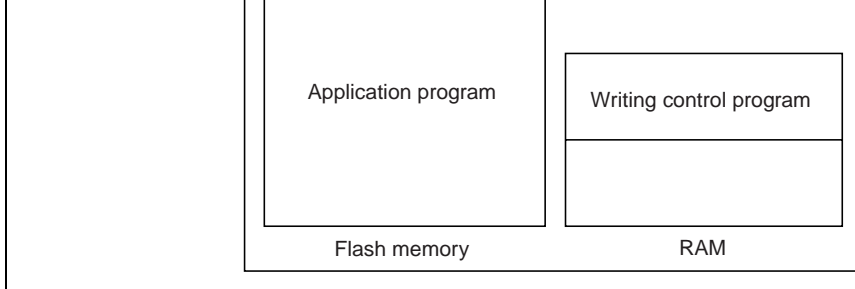 Application program
Writing control program
Flash memory
RAM